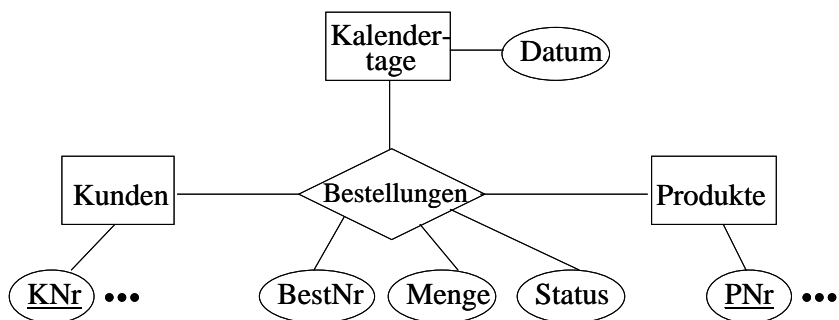 Kalender-
tage
Datum
Kunden
Bestellungen
Produkte
KNr •••
BestNr
Menge
Status
PNr •••